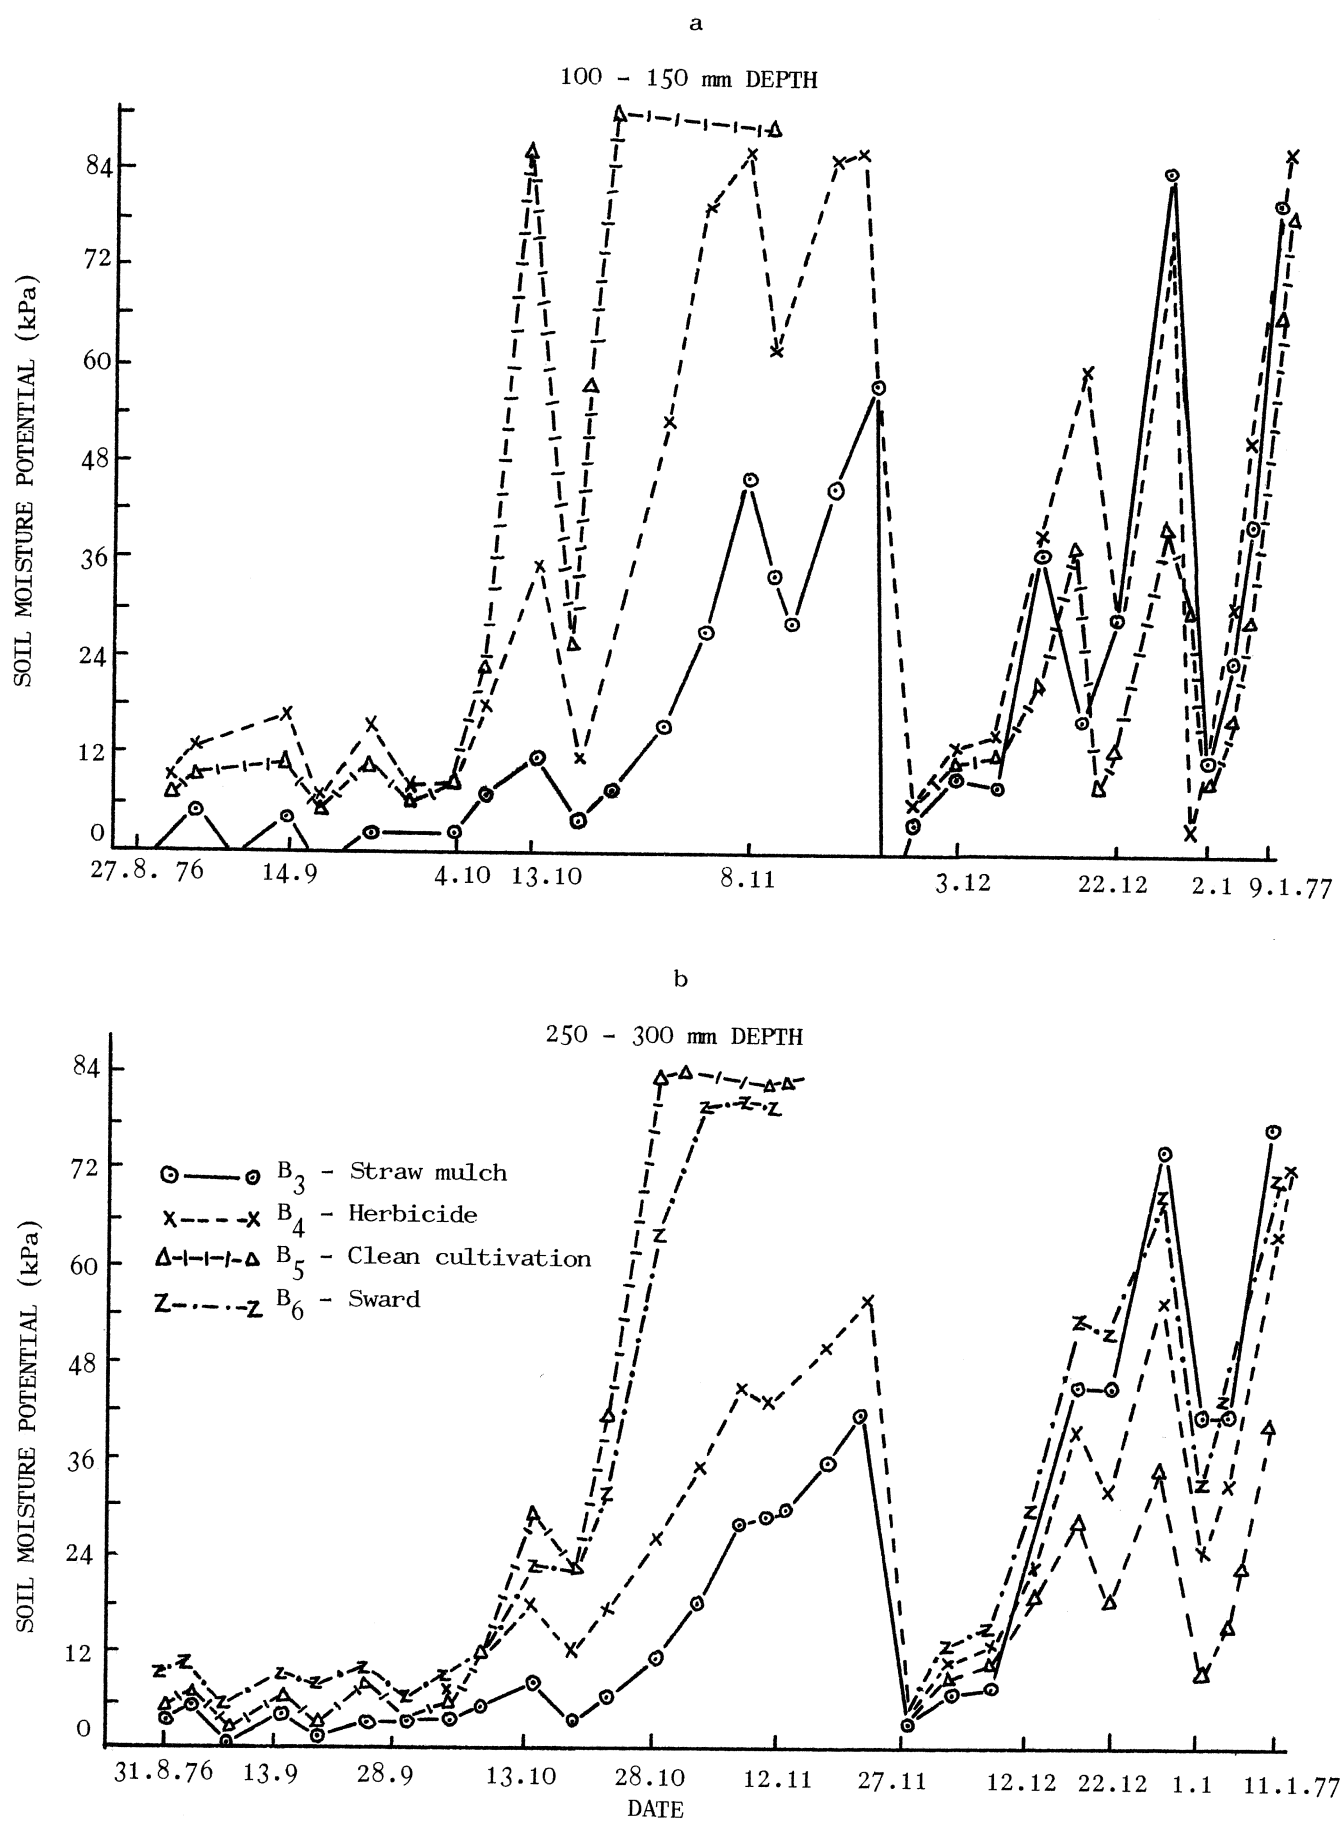 a
100 - 150 mm DEPTH
SOIL MOISTURE POTENTIAL (kPa)
84
72
60
48
36
24
12
0
27.8. 76 14.9 4.10 13.10 8.11 3.12 22.12 2.1 9.1.77
b
250 - 300 mm DEPTH
SOIL MOISTURE POTENTIAL (kPa)
84
72
60
48
36
24
12
0
B3 - Straw mulch
B4 - Herbicide
B5 - Clean cultivation
B6 - Sward
31.8.76 13.9 28.9 13.10 28.10 12.11 27.11 12.12 22.12 1.1 11.1.77
DATE